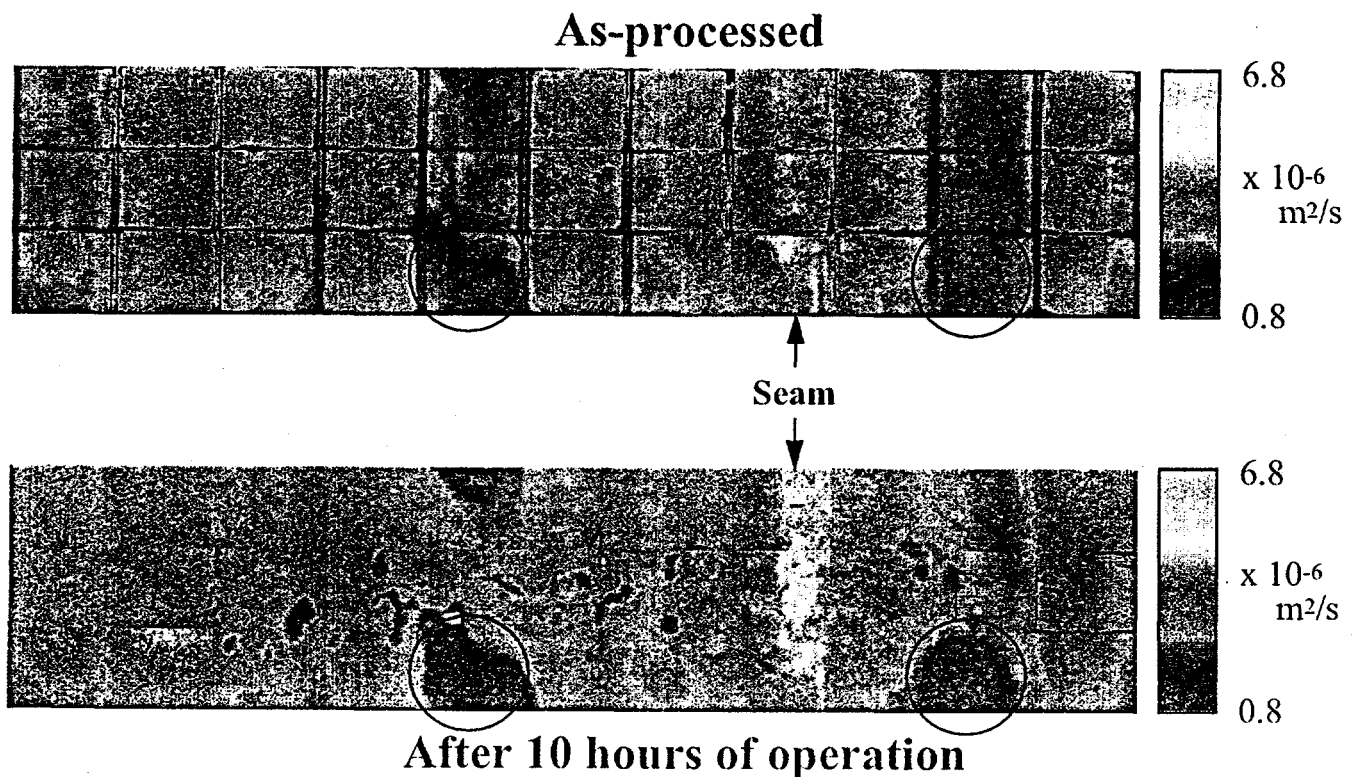 As-processed
6.8
x 10-6
m2/s
0.8
Seam
6.8
x 10-6
m2/s
0.8
After 10 hours of operation